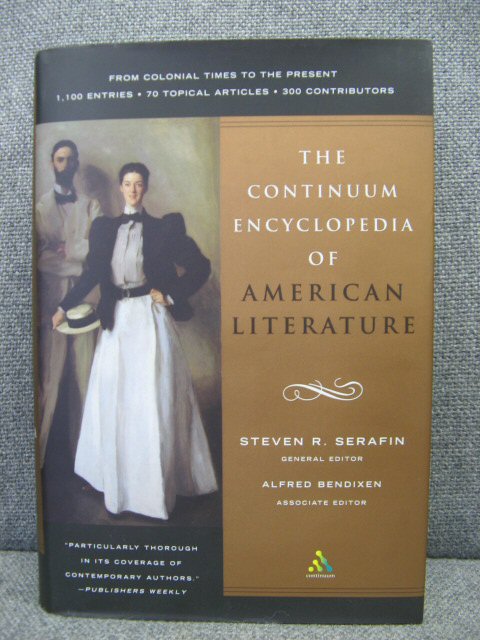 FROM COLONIAL TIMES TO THE PRESENT
1,100 ENTRIES • 70 TOPICAL ARTICLES • 300 CONTRIBUTORS
THE
CONTINUUM
ENCYCLOPEDIA
OF
AMERICAN
LITERATURE
STEVEN R. SERAFIN
GENERAL EDITOR
ALFRED BENDIXEN
ASSOCIATE EDITOR
"PARTICULARLY THOROUGH
IN ITS COVERAGE OF
CONTEMPORARY AUTHORS."
—PUBLISHERS WEEKLY
continuum